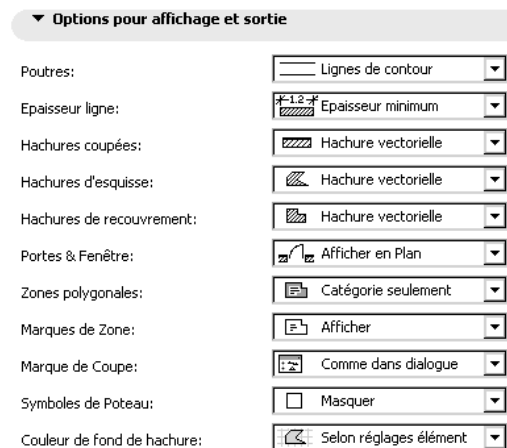 Options pour affichage et sortie
Poutres: Lignes de contour
Epaisseur ligne: 1.2 Epaisseur minimum
Hachures coupées: Hachure vectorielle
Hachures d'esquisse: Hachure vectorielle
Hachures de recouvrement: Hachure vectorielle
Portes & Fenêtre: Afficher en Plan
Zones polygonales: Catégorie seulement
Marques de Zone: Afficher
Marque de Coupe: Comme dans dialogue
Symboles de Poteau: Masquer
Couleur de fond de hachure: Selon réglages élément